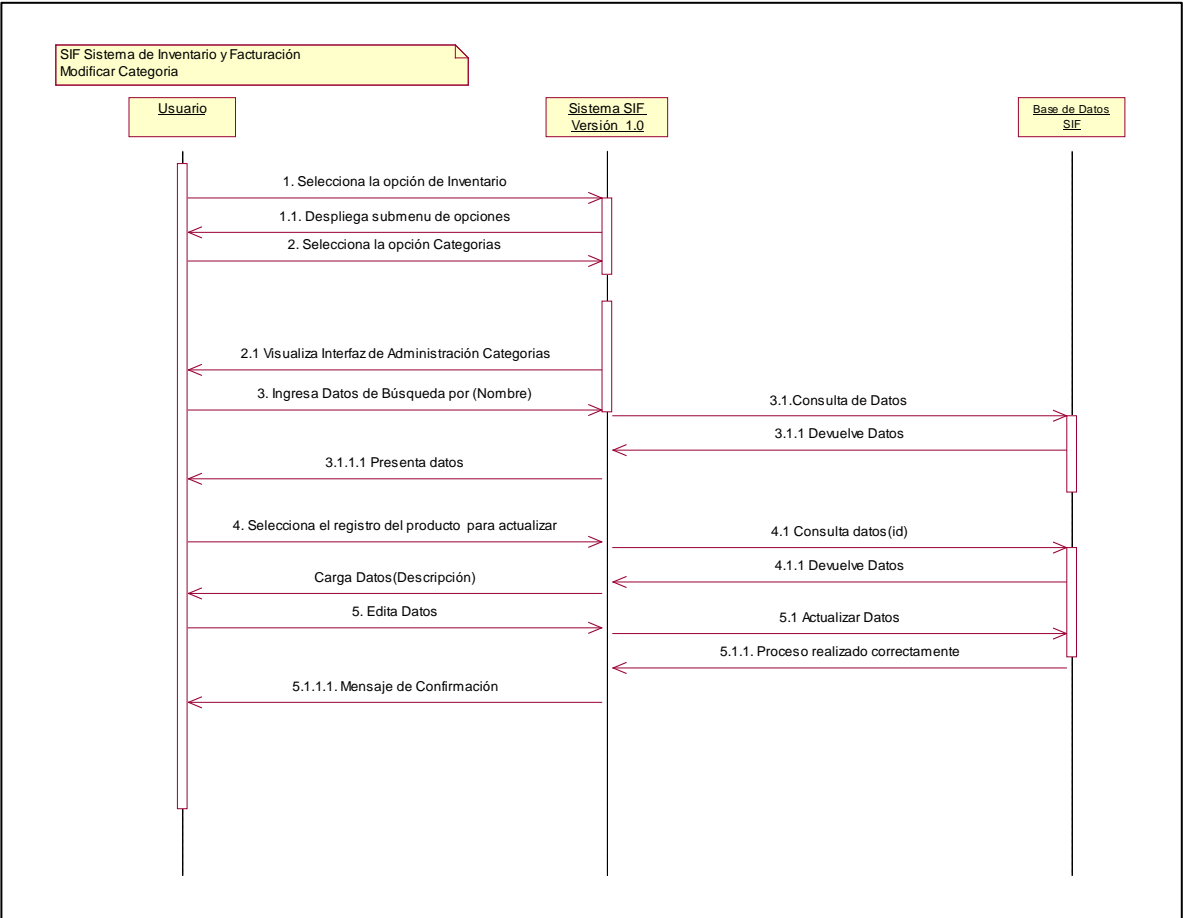 SIF Sistema de Inventario y Facturación
Modificar Categoria
Usuario
Sistema SIF
Versión 1.0
Base de Datos
SIF
1. Selecciona la opción de Inventario
1.1. Despliega submenu de opciones
2. Selecciona la opción Categorias
2.1 Visualiza Interfaz de Administración Categorias
3. Ingresa Datos de Búsqueda por (Nombre)
3.1.Consulta de Datos
3.1.1 Devuelve Datos
3.1.1.1 Presenta datos
4. Selecciona el registro del producto para actualizar
4.1 Consulta datos(id)
4.1.1 Devuelve Datos
Carga Datos(Descripción)
5. Edita Datos
5.1 Actualizar Datos
5.1.1. Proceso realizado correctamente
5.1.1.1. Mensaje de Confirmación